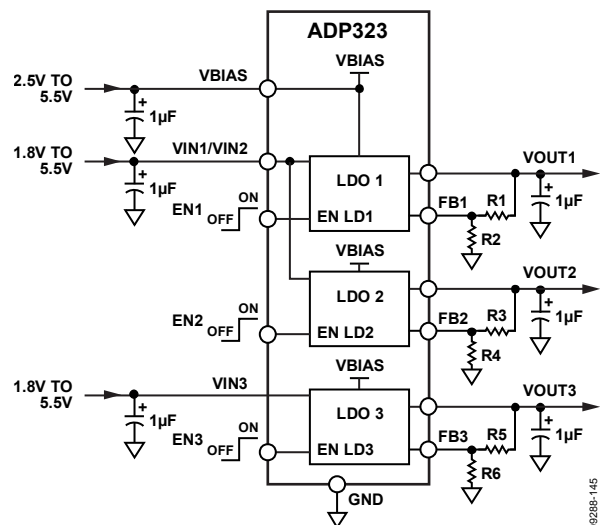 ADP323
VBIAS
2.5V TO
5.5V
VBIAS
+
1µF
1.8V TO
5.5V
VIN1/VIN2
+
1µF
LDO 1
VOUT1
EN1
OFF
ON
EN LD1
FB1
R1
R2
+
1µF
VBIAS
LDO 2
VOUT2
EN2
OFF
ON
EN LD2
FB2
R3
R4
+
1µF
VBIAS
1.8V TO
5.5V
VIN3
+
1µF
LDO 3
VOUT3
EN3
OFF
ON
EN LD3
FB3
R5
R6
+
1µF
GND